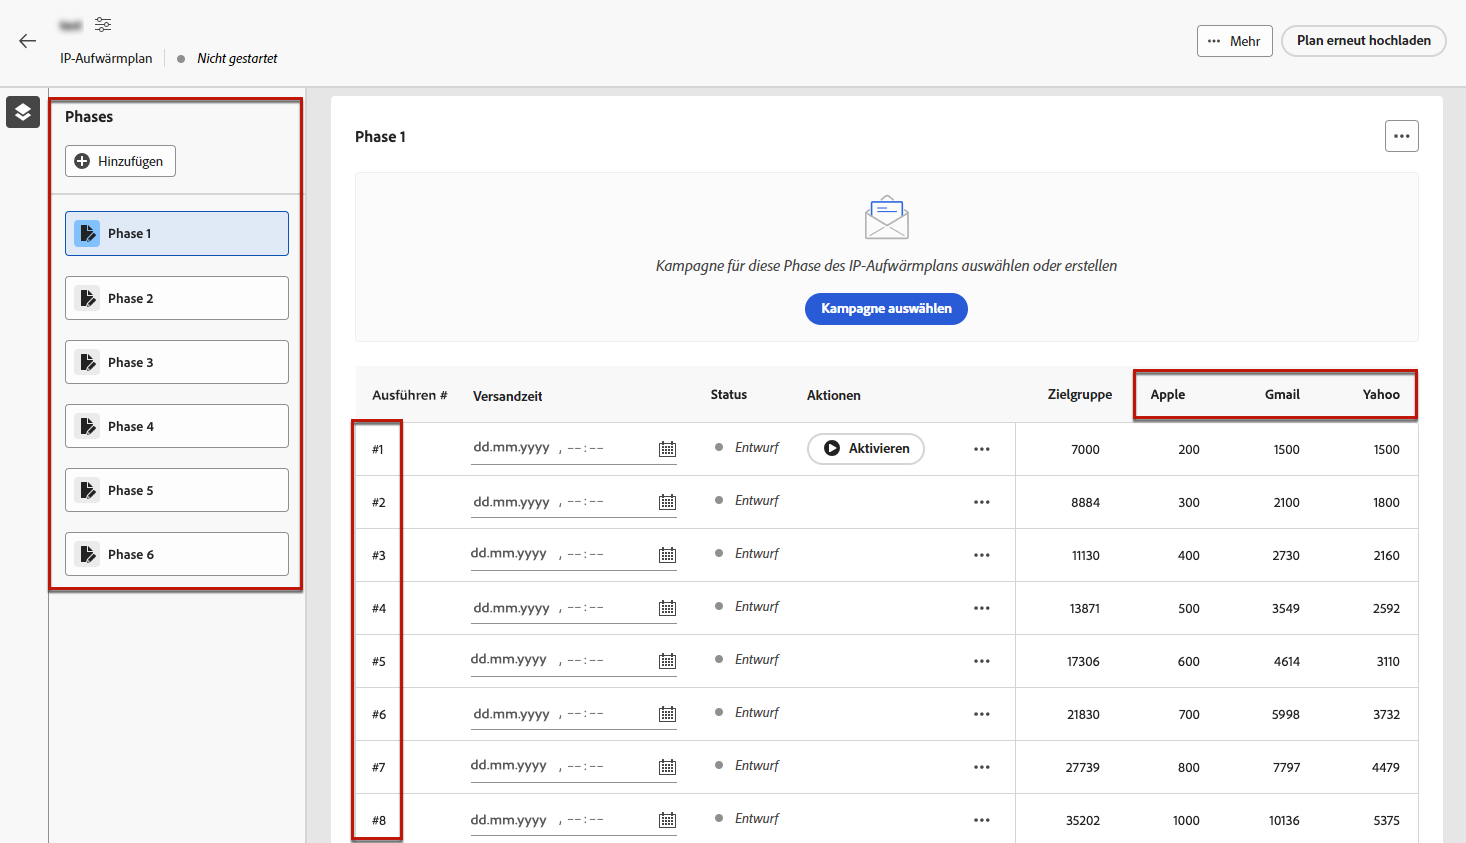 IP-Aufwärmplan Nicht gestartet
Mehr
Plan erneut hochladen
Phases
Hinzufügen
Phase 1
Phase 2
Phase 3
Phase 4
Phase 5
Phase 6
Phase 1
Kampagne für diese Phase des IP-Aufwärmplans auswählen oder erstellen
Kampagne auswählen
Ausführen # Versandzeit Status Aktionen Zielgruppe Apple Gmail Yahoo
#1 dd.mm.yyyy , --:-- Entwurf Aktivieren 7000 200 1500 1500
#2 dd.mm.yyyy , --:-- Entwurf 8884 300 2100 1800
#3 dd.mm.yyyy , --:-- Entwurf 11130 400 2730 2160
#4 dd.mm.yyyy , --:-- Entwurf 13871 500 3549 2592
#5 dd.mm.yyyy , --:-- Entwurf 17306 600 4614 3110
#6 dd.mm.yyyy , --:-- Entwurf 21830 700 5998 3732
#7 dd.mm.yyyy , --:-- Entwurf 27739 800 7797 4479
#8 dd.mm.yyyy , --:-- Entwurf 35202 1000 10136 5375